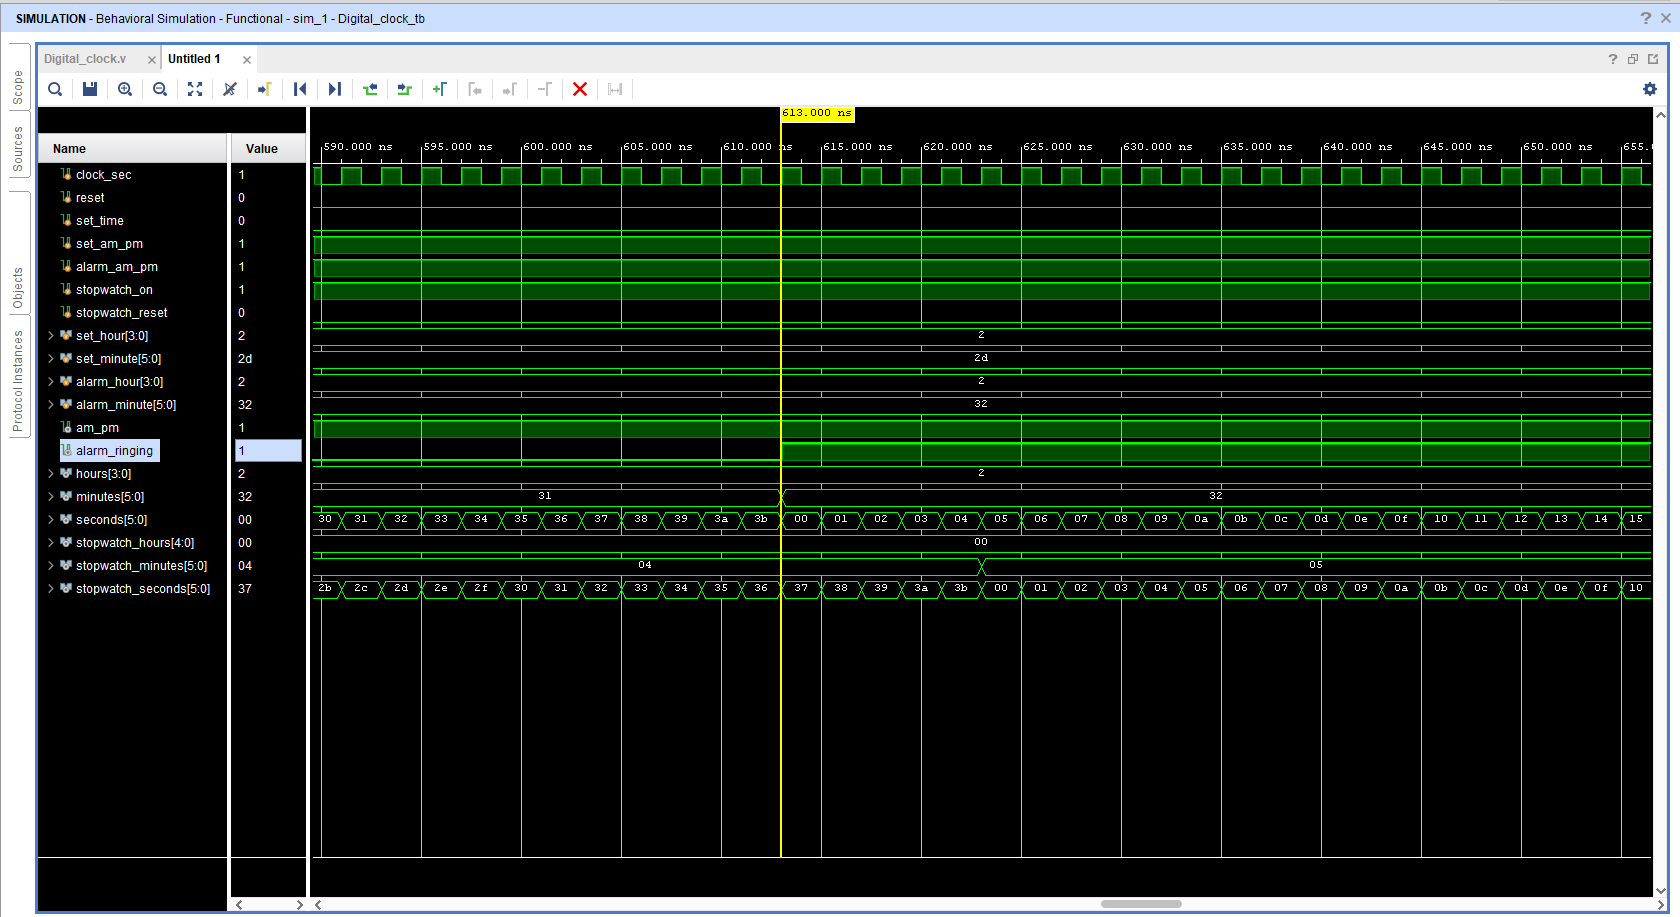 SIMULATION - Behavioral Simulation - Functional - sim_1 - Digital_clock_tb
Scope
Sources
Objects
Protocol Instances
Digital_clock.v
Untitled 1
613.000 ns
Name
Value
590.000 ns 595.000 ns 600.000 ns 605.000 ns 610.000 ns 615.000 ns 620.000 ns 625.000 ns 630.000 ns 635.000 ns 640.000 ns 645.000 ns 650.000 ns 655.
clock_sec 1
reset 0
set_time 0
set_am_pm 1
alarm_am_pm 1
stopwatch_on 1
stopwatch_reset 0
set_hour[3:0] 2 2
set_minute[5:0] 2d 2d
alarm_hour[3:0] 2 2
alarm_minute[5:0] 32 32
am_pm 1
alarm_ringing 1
hours[3:0] 2 2
minutes[5:0] 32 31 32
seconds[5:0] 00 30 31 32 33 34 35 36 37 38 39 3a 3b 00 01 02 03 04 05 06 07 08 09 0a 0b 0c 0d 0e 0f 10 11 12 13 14 15
stopwatch_hours[4:0] 00 00
stopwatch_minutes[5:0] 04 04 05
stopwatch_seconds[5:0] 37 2b 2c 2d 2e 2f 30 31 32 33 34 35 36 37 38 39 3a 3b 00 01 02 03 04 05 06 07 08 09 0a 0b 0c 0d 0e 0f 10